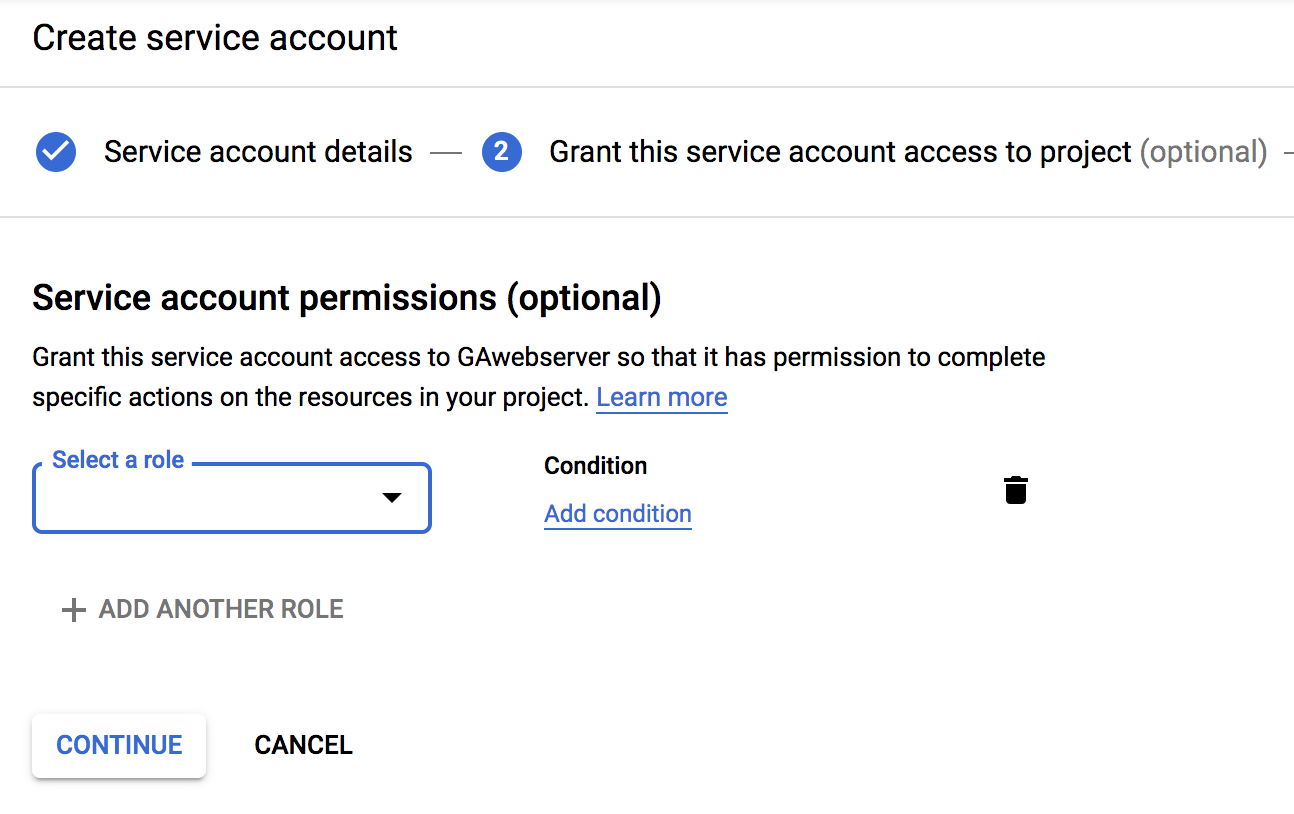 Create service account
Service account details
2 Grant this service account access to project (optional)
Service account permissions (optional)
Grant this service account access to GAwebserver so that it has permission to complete
specific actions on the resources in your project. Learn more
Select a role
Condition
Add condition
ADD ANOTHER ROLE
CONTINUE
CANCEL